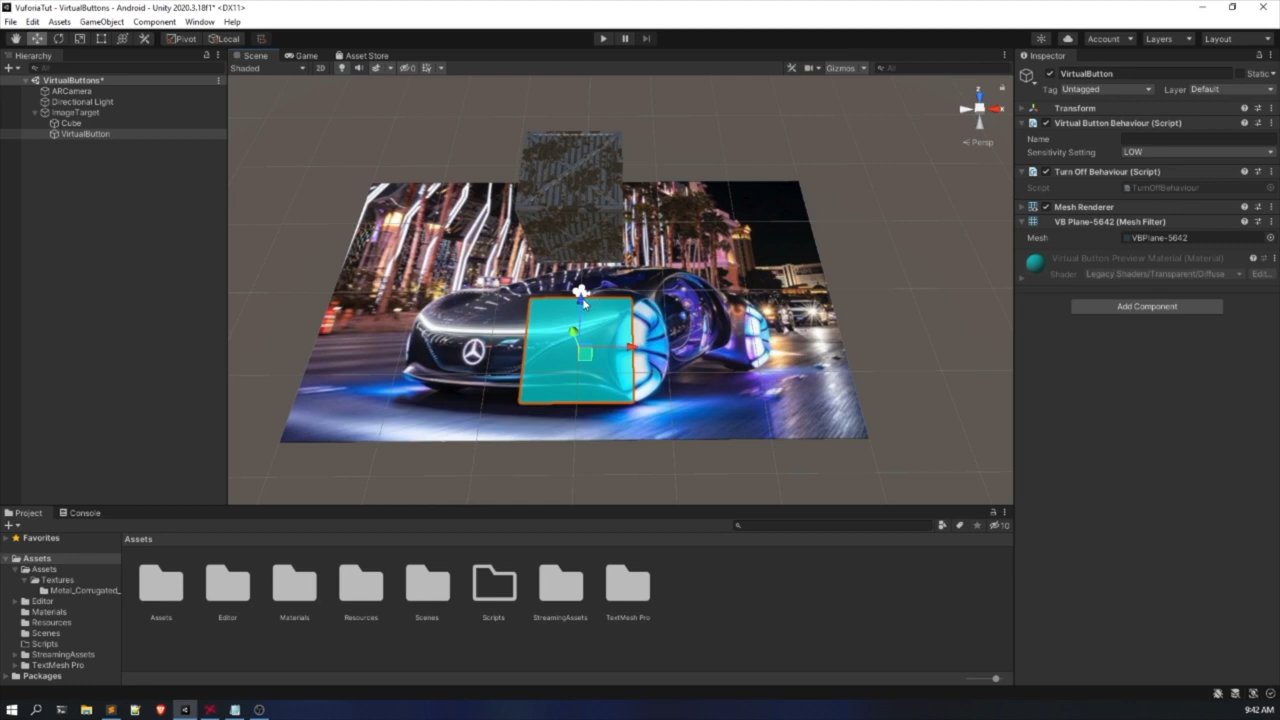 VuforiaTut - VirtualButtons - Android - Unity 2020.3.18f1* <DX11>
File Edit Assets GameObject Component Window Help
Pivot Local Account Layers Layout
Hierarchy
All
VirtualButtons*
ARCamera
Directional Light
ImageTarget
Cube
VirtualButton
Scene Game Asset Store
Shaded 2D 0 Gizmos All
z
x
Persp
Inspector
VirtualButton Static
Tag Untagged Layer Default
Transform
Virtual Button Behaviour (Script)
Name
Sensitivity Setting LOW
Turn Off Behaviour (Script)
Script TurnOffBehaviour
Mesh Renderer
VB Plane-5642 (Mesh Filter)
Mesh VBPlane-5642
Virtual Button Preview Material (Material)
Shader Legacy Shaders/Transparent/Diffuse Edit...
Add Component
Project Console
10
Favorites
Assets
Assets
Textures
Metal_Corrugated_
Editor
Materials
Resources
Scenes
Scripts
StreamingAssets
TextMesh Pro
Packages
Assets
Assets Editor Materials Resources Scenes Scripts StreamingAssets TextMesh Pro
9:42 AM